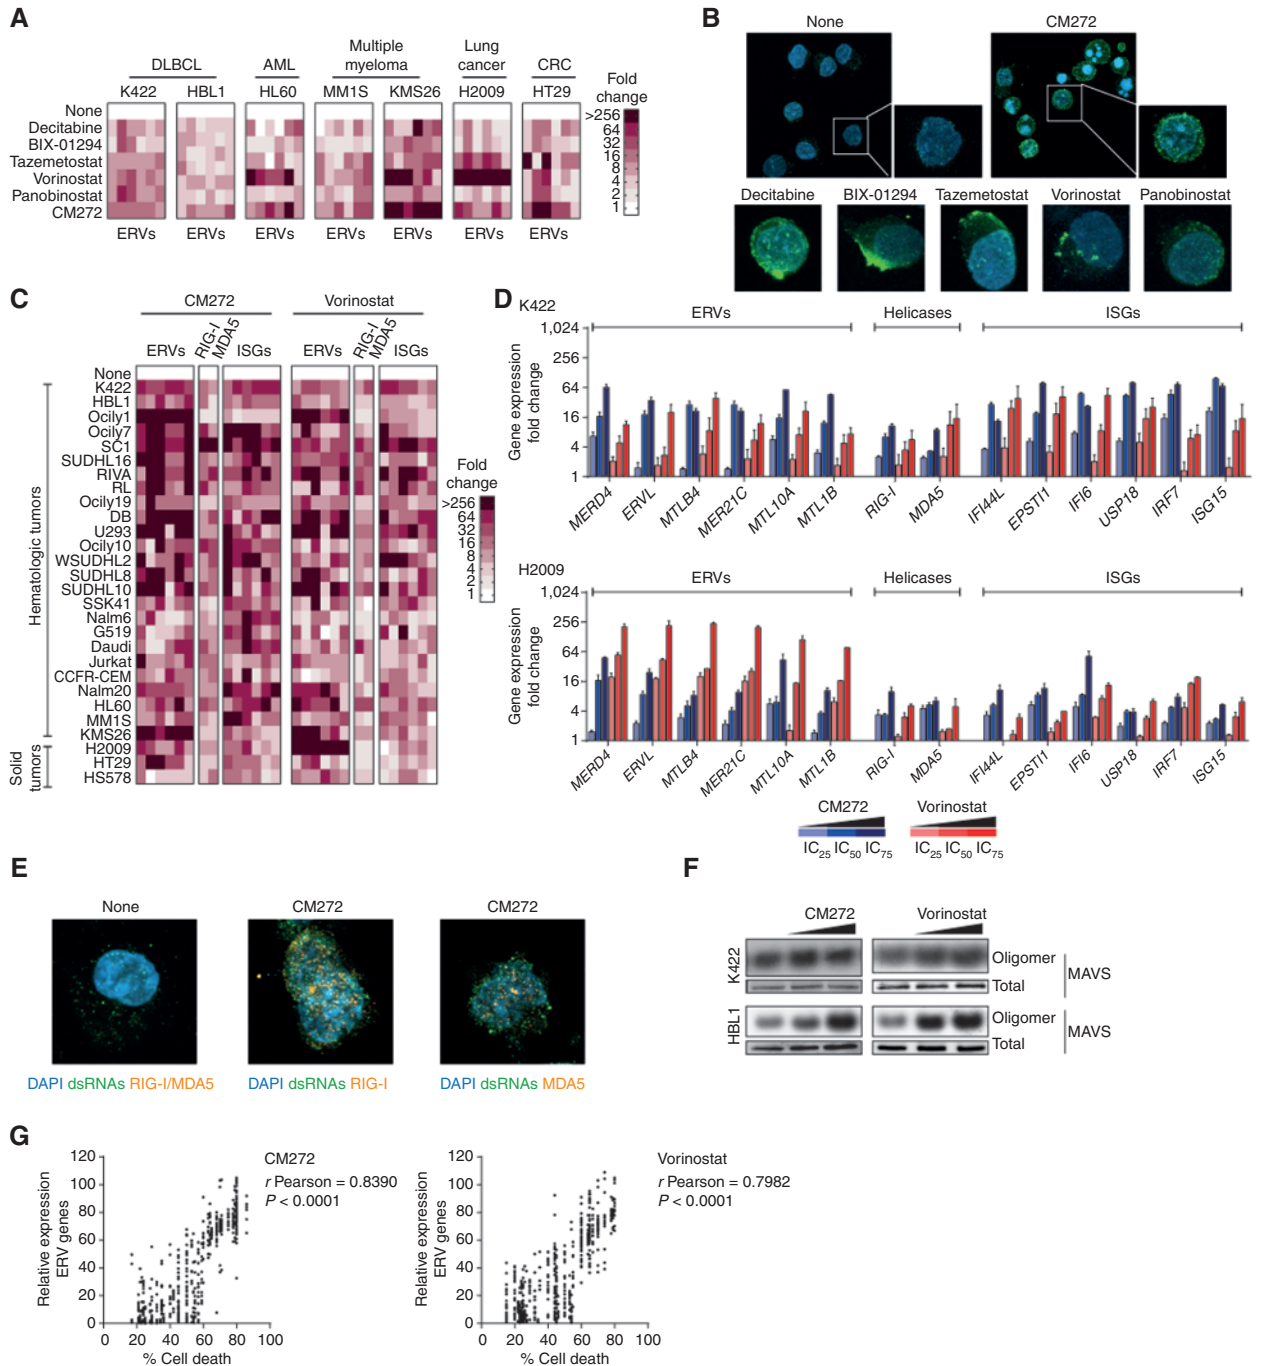 A
DLBCL AML Multiple myeloma Lung cancer CRC
K422 HBL1 HL60 MM1S KMS26 H2009 HT29
None
Decitabine
BIX-01294
Tazemetostat
Vorinostat
Panobinostat
CM272
ERVs ERVs ERVs ERVs ERVs ERVs ERVs
Fold change
>256
64
32
16
8
4
2
1
B
None CM272
Decitabine BIX-01294 Tazemetostat Vorinostat Panobinostat
C
CM272 Vorinostat
ERVs RIG-I MDA5 ISGs ERVs RIG-I MDA5 ISGs
None
Hematologic tumors
K422
HBL1
Ocily1
Ocily7
SC1
SUDHL16
RIVA
RL
Ocily19
DB
U293
Ocily10
WSUDHL2
SUDHL8
SUDHL10
SSK41
Nalm6
G519
Daudi
Jurkat
CCFR-CEM
Nalm20
HL60
MM1S
KMS26
Solid tumors
H2009
HT29
HS578
Fold change
>256
64
32
16
8
4
2
1
D
K422
ERVs Helicases ISGs
Gene expression fold change
1,024
256
64
16
4
1
MERD4 ERVL MTLB4 MER21C MTL10A MTL1B RIG-I MDA5 IFI44L EPSTI1 IFI6 USP18 IRF7 ISG15
H2009
ERVs Helicases ISGs
Gene expression fold change
1,024
256
64
16
4
1
MERD4 ERVL MTLB4 MER21C MTL10A MTL1B RIG-I MDA5 IFI44L EPSTI1 IFI6 USP18 IRF7 ISG15
CM272 Vorinostat
IC25 IC50 IC75 IC25 IC50 IC75
E
None CM272 CM272
DAPI dsRNAs RIG-I/MDA5 DAPI dsRNAs RIG-I DAPI dsRNAs MDA5
F
CM272 Vorinostat
K422
Oligomer
Total
MAVS
HBL1
Oligomer
Total
MAVS
G
CM272
r Pearson = 0.8390
P < 0.0001
Relative expression ERV genes
120
100
80
60
40
20
0
0 20 40 60 80 100
% Cell death
Vorinostat
r Pearson = 0.7982
P < 0.0001
Relative expression ERV genes
120
100
80
60
40
20
0
0 20 40 60 80 100
% Cell death